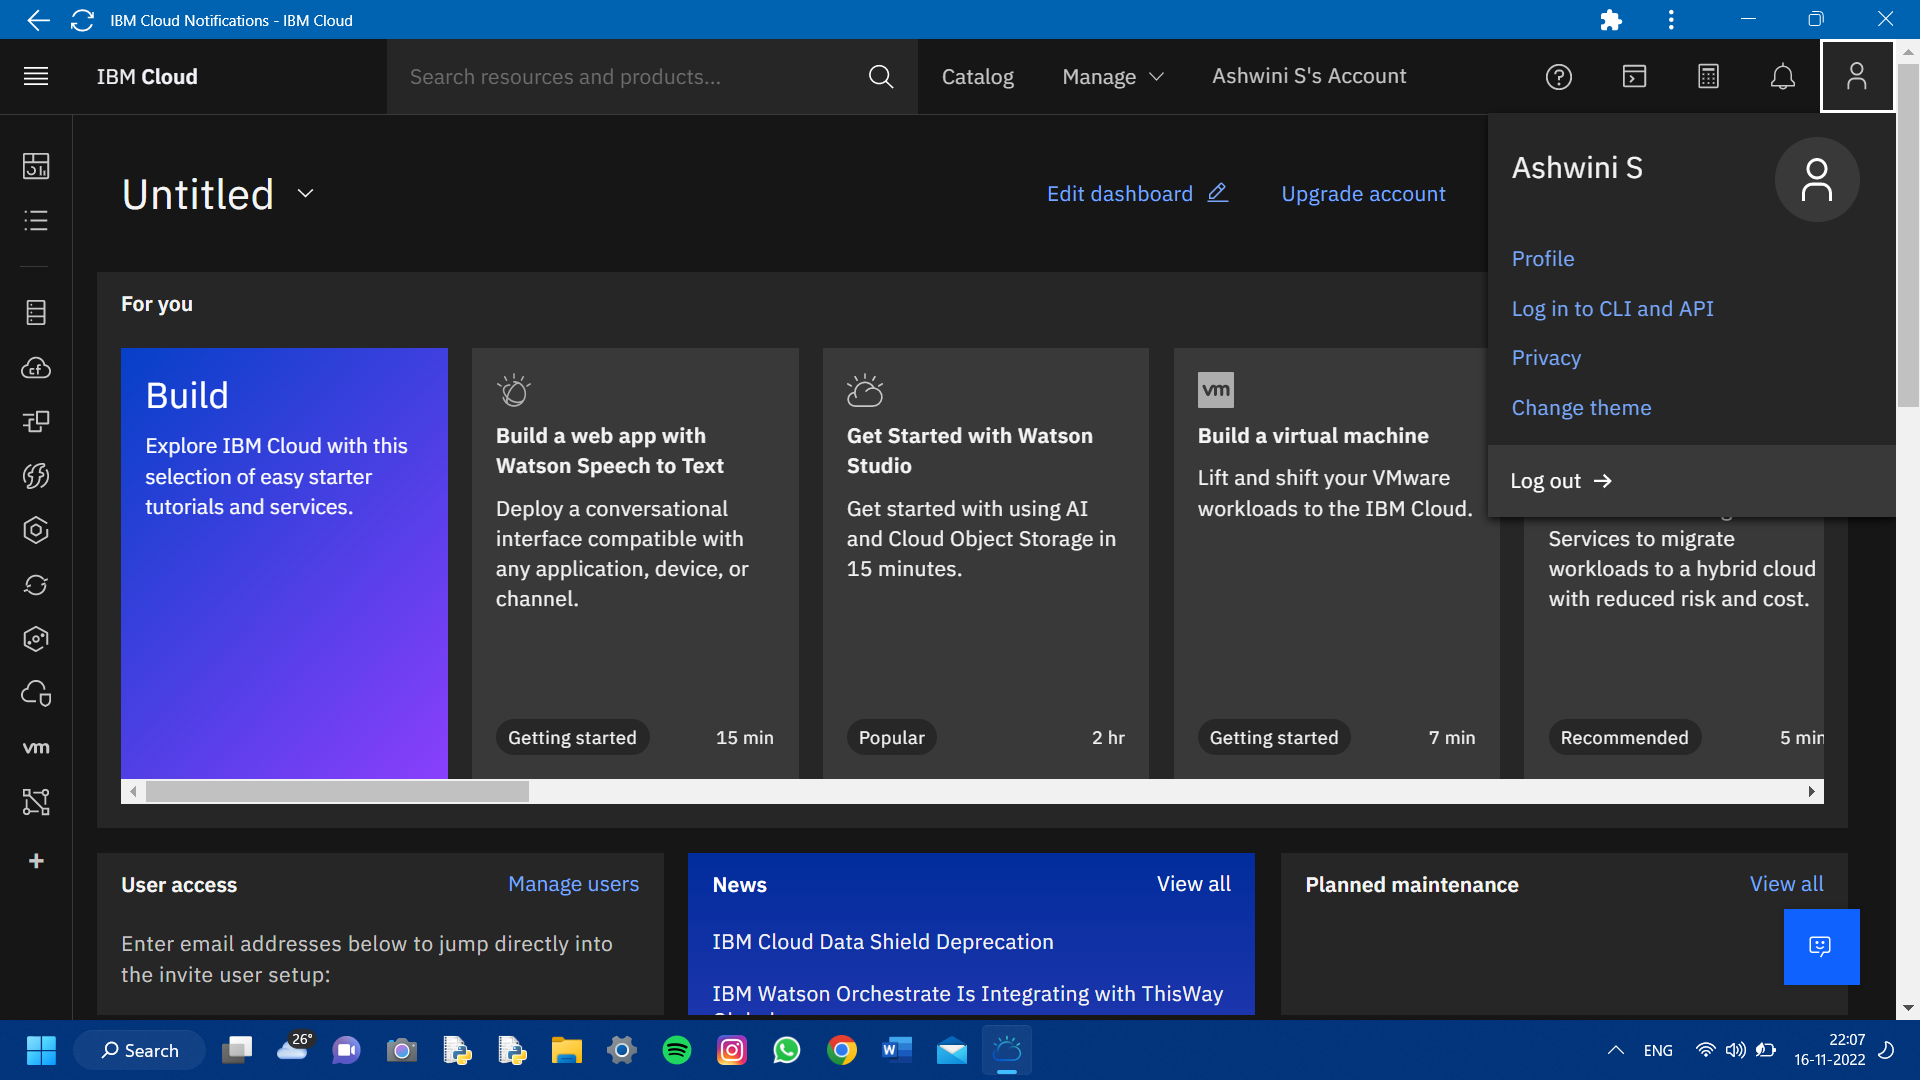 IBM Cloud Notifications - IBM Cloud
IBM Cloud
Search resources and products...
Catalog
Manage
Ashwini S's Account
Untitled
Edit dashboard
Upgrade account
Ashwini S
Profile
Log in to CLI and API
Privacy
Change theme
Log out
For you
Build
Explore IBM Cloud with this
selection of easy starter
tutorials and services.
Build a web app with
Watson Speech to Text
Deploy a conversational
interface compatible with
any application, device, or
channel.
Getting started
15 min
Get Started with Watson
Studio
Get started with using AI
and Cloud Object Storage in
15 minutes.
Popular
2 hr
vm
Build a virtual machine
Lift and shift your VMware
workloads to the IBM Cloud.
Getting started
7 min
Services to migrate
workloads to a hybrid cloud
with reduced risk and cost.
Recommended
5 min
cf
vm
User access
Manage users
Enter email addresses below to jump directly into
the invite user setup:
News
View all
IBM Cloud Data Shield Deprecation
IBM Watson Orchestrate Is Integrating with ThisWay
Planned maintenance
View all
Search
26°
ENG
22:07
16-11-2022